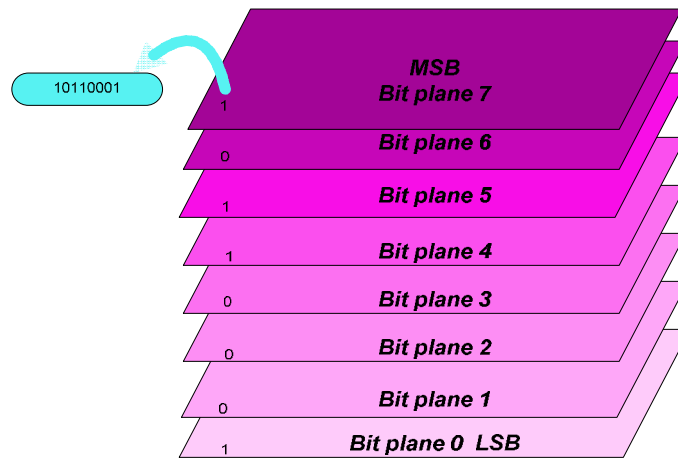 MSB
10110001
Bit plane 7
1
Bit plane 6
0
Bit plane 5
1
Bit plane 4
1
Bit plane 3
0
Bit plane 2
0
Bit plane 1
0
Bit plane 0 LSB
1